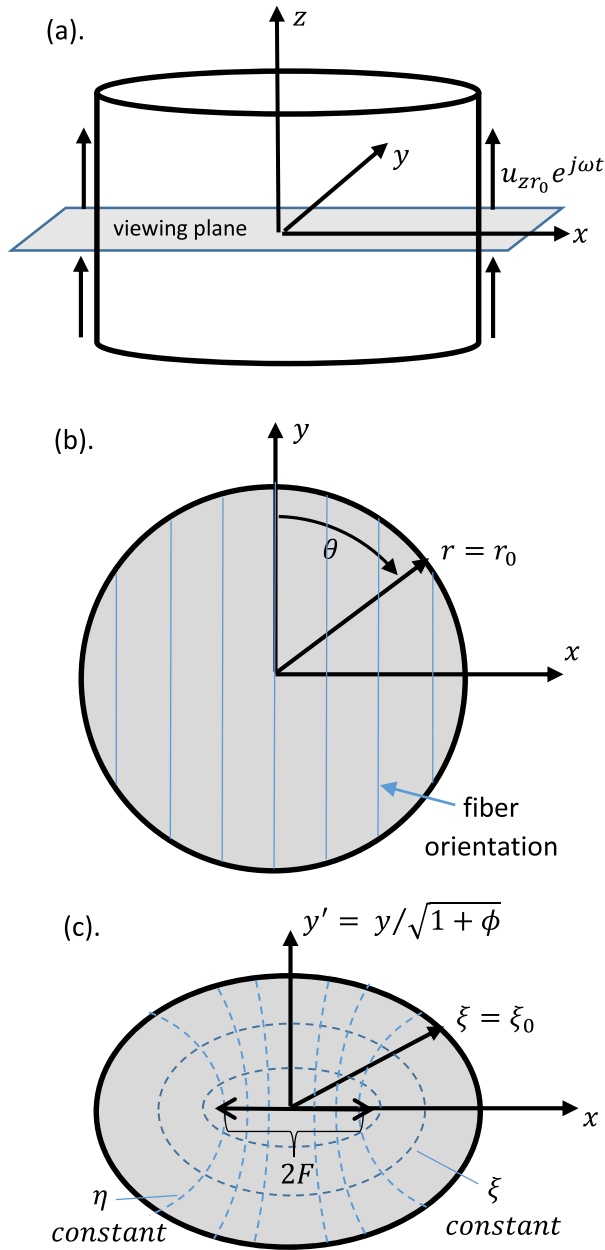 (a).
z
y
u_{zr_0} e^{jωt}
viewing plane
x
(b).
y
θ
r = r_0
x
fiber
orientation
(c).
y′ = y/√(1 + ϕ)
ξ = ξ_0
x
2F
η
constant
ξ
constant